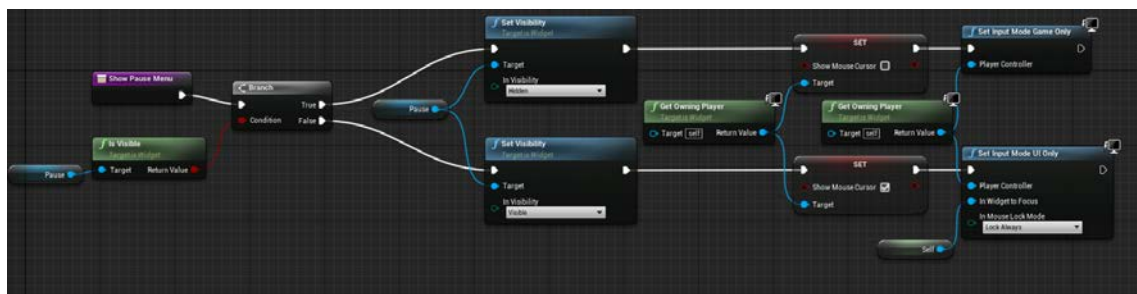 Show Pause Menu
Branch
True
Condition
False
Is Visible
Target is Widget
Pause
Target
Return Value
Pause
Set Visibility
Target is Widget
Target
In Visibility
Hidden
Set Visibility
Target is Widget
Target
In Visibility
Visible
Get Owning Player
Target is Widget
Target self
Return Value
SET
Show Mouse Cursor
Target
SET
Show Mouse Cursor
Target
Get Owning Player
Target is Widget
Target self
Return Value
Set Input Mode Game Only
Player Controller
Set Input Mode UI Only
Player Controller
In Widget to Focus
In Mouse Lock Mode
Lock Always
Self